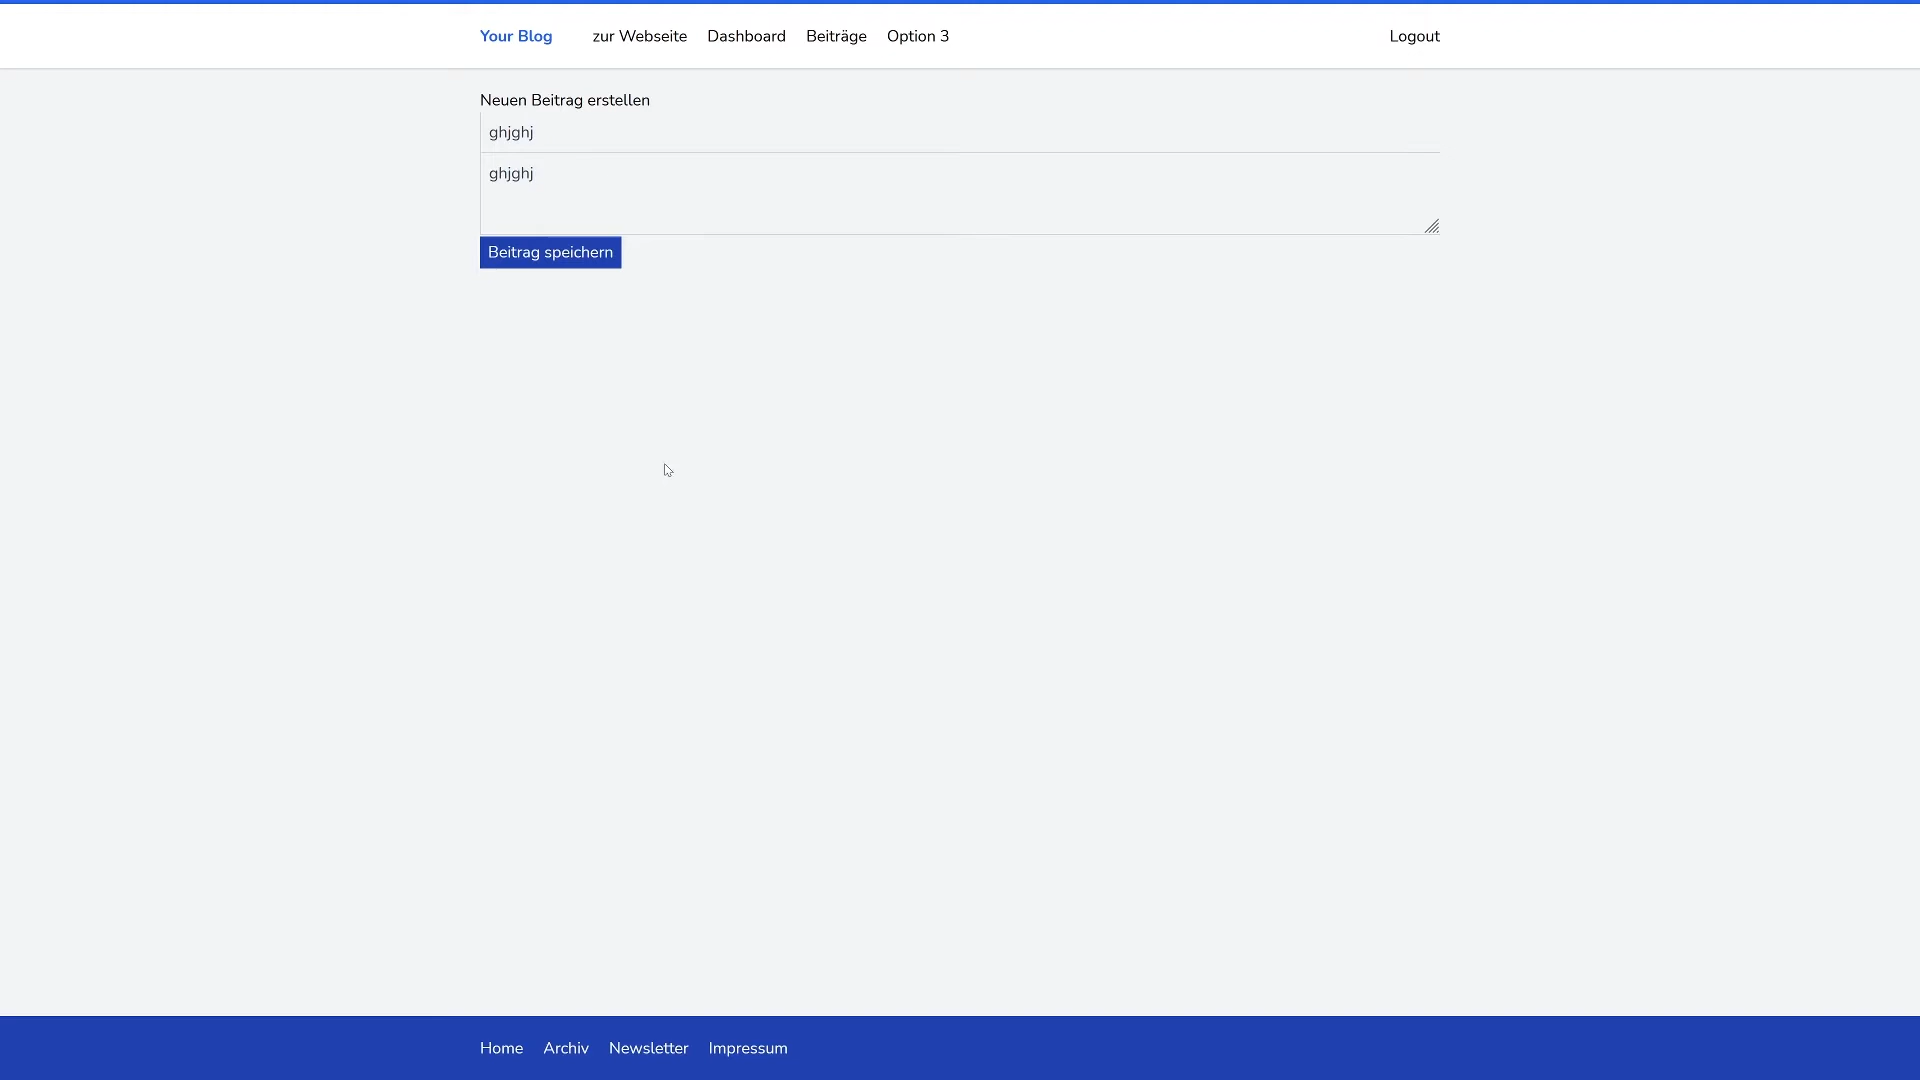 Your Blog zur Webseite Dashboard Beiträge Option 3 Logout
Neuen Beitrag erstellen
ghjghj
ghjghj
Beitrag speichern
Home Archiv Newsletter Impressum